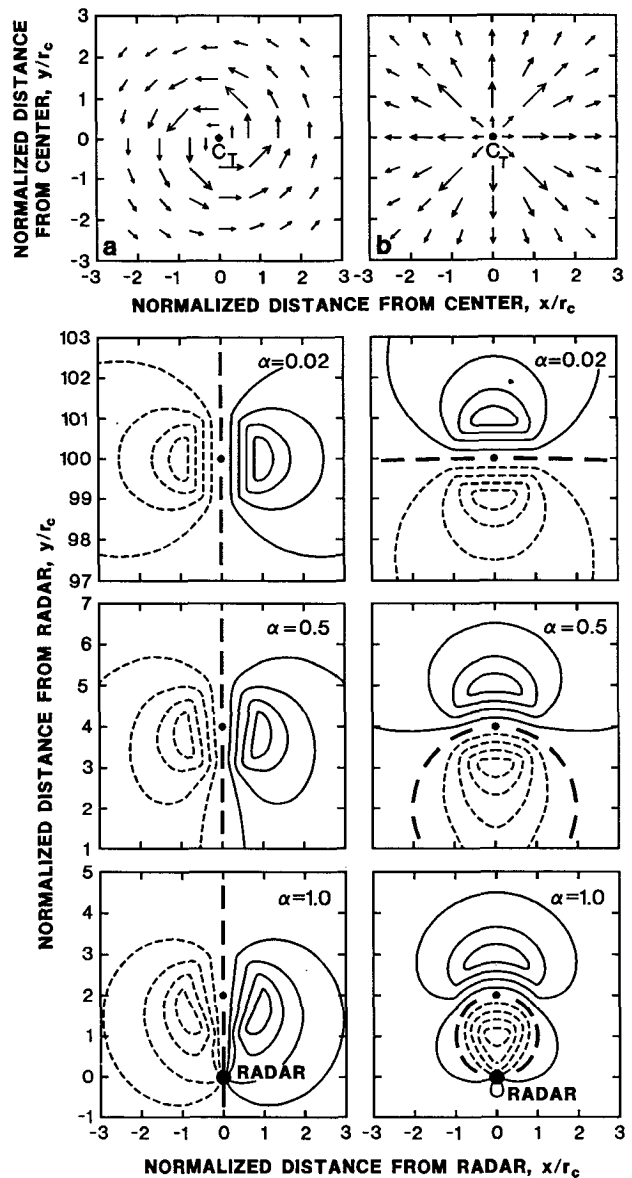 NORMALIZED DISTANCE
FROM CENTER, y/r_c
3
2
1
0
-1
-2
-3
C_T
a
-3 -2 -1 0 1 2 3
C_T
b
-3 -2 -1 0 1 2 3
NORMALIZED DISTANCE FROM CENTER, x/r_c
NORMALIZED DISTANCE FROM RADAR, y/r_c
103
102
101
100
99
98
97
α=0.02
α=0.02
7
6
5
4
3
2
1
α=0.5
α=0.5
5
4
3
2
1
0
-1
α=1.0
RADAR
-3 -2 -1 0 1 2 3
α=1.0
O
RADAR
-3 -2 -1 0 1 2 3
NORMALIZED DISTANCE FROM RADAR, x/r_c